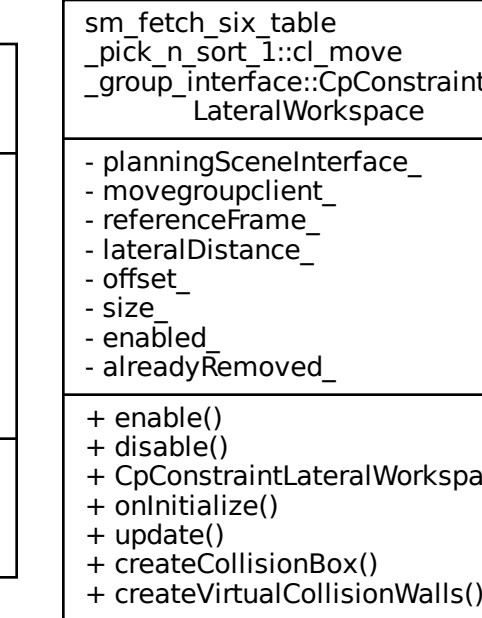 sm_fetch_six_table
_pick_n_sort_1::cl_move
_group_interface::CpConstraint
LateralWorkspace
- planningSceneInterface_
- movegroupclient_
- referenceFrame_
- lateralDistance_
- offset_
- size_
- enabled_
- alreadyRemoved_
+ enable()
+ disable()
+ CpConstraintLateralWorkspa
+ onInitialize()
+ update()
+ createCollisionBox()
+ createVirtualCollisionWalls()